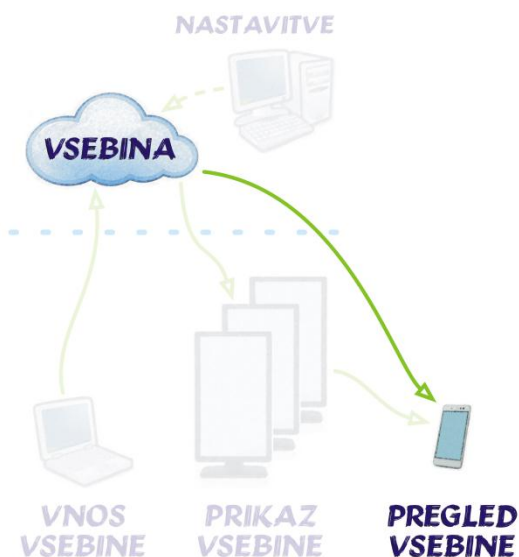 NASTAVITVE
VSEBINA
VNOS
VSEBINE
PRIKAZ
VSEBINE
PREGLED
VSEBINE